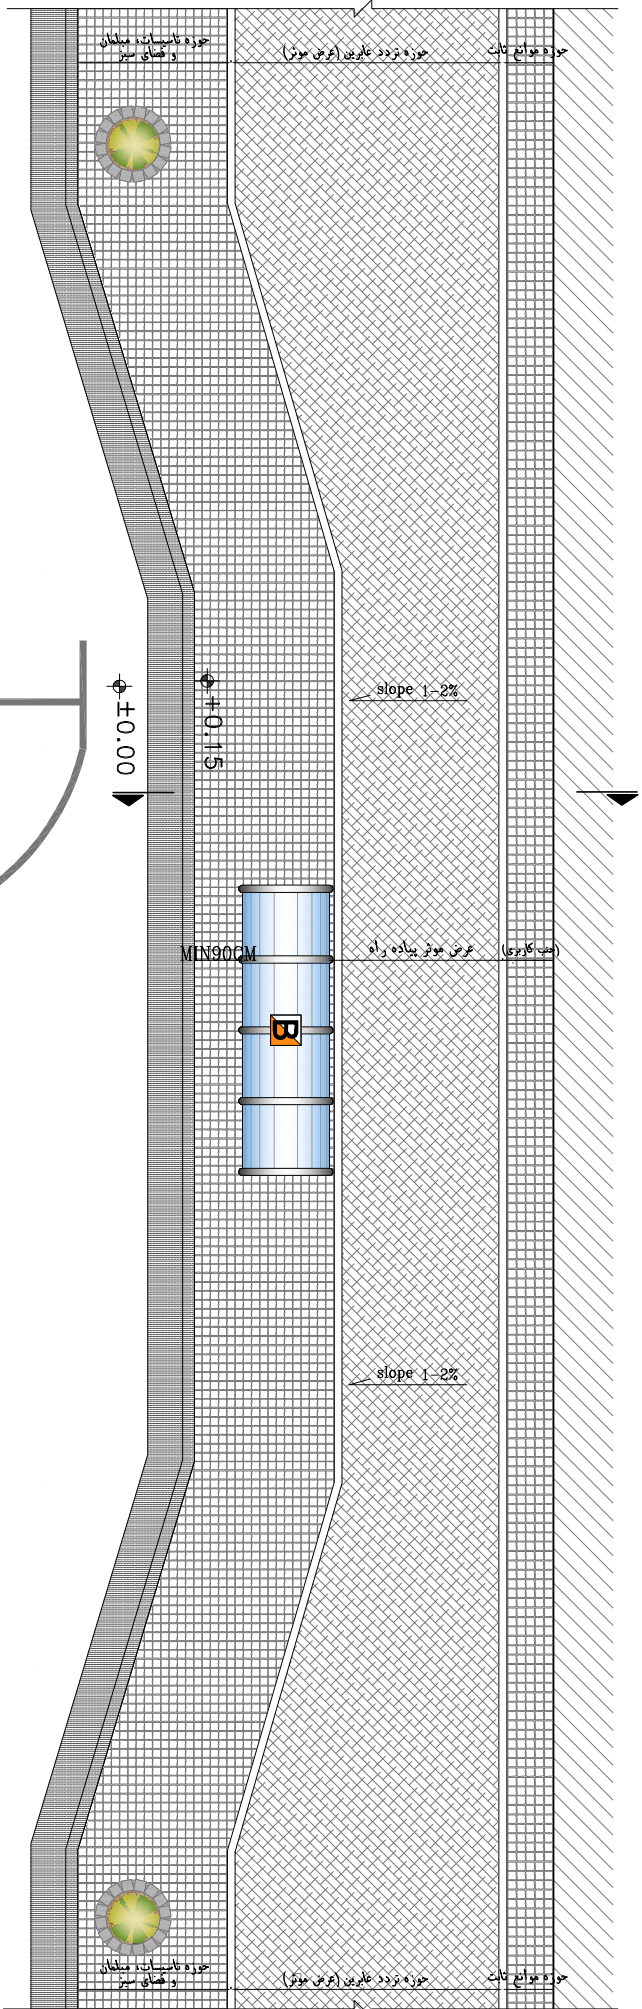 حوزه تاسیسات، مبلمان
و فضای سبز
حوزه تردد عابرین (عرض موثر)
حوزه موانع ثابت
slope 1-2%
+0.15
±0.00
MIN90CM
عرض موثر پیاده راه
(جنب کاربری)
B
slope 1-2%
حوزه تاسیسات، مبلمان
و فضای سبز
حوزه تردد عابرین (عرض موثر)
حوزه موانع ثابت